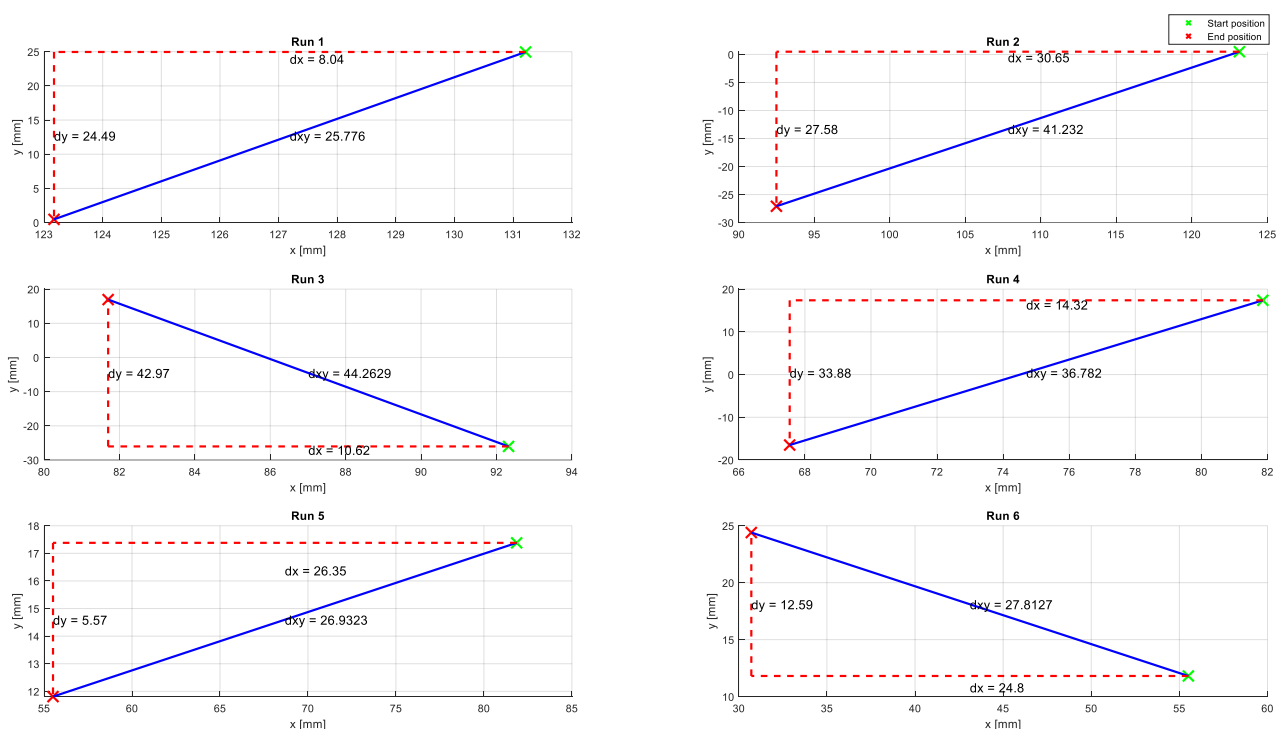 Start position
End position
Run 1
25
20
15
10
5
0
y [mm]
dx = 8.04
dy = 24.49
dxy = 25.776
123 124 125 126 127 128 129 130 131 132
x [mm]
Run 2
0
-5
-10
-15
-20
-25
-30
y [mm]
dx = 30.65
dy = 27.58
dxy = 41.232
90 95 100 105 110 115 120 125
x [mm]
Run 3
20
10
0
-10
-20
-30
y [mm]
dy = 42.97
dxy = 44.2629
dx = 10.62
80 82 84 86 88 90 92 94
x [mm]
Run 4
20
10
0
-10
-20
y [mm]
dx = 14.32
dy = 33.88
dxy = 36.782
66 68 70 72 74 76 78 80 82
x [mm]
Run 5
18
17
16
15
14
13
12
y [mm]
dx = 26.35
dy = 5.57
dxy = 26.9323
55 60 65 70 75 80 85
x [mm]
Run 6
25
20
15
10
y [mm]
dy = 12.59
dxy = 27.8127
dx = 24.8
30 35 40 45 50 55 60
x [mm]